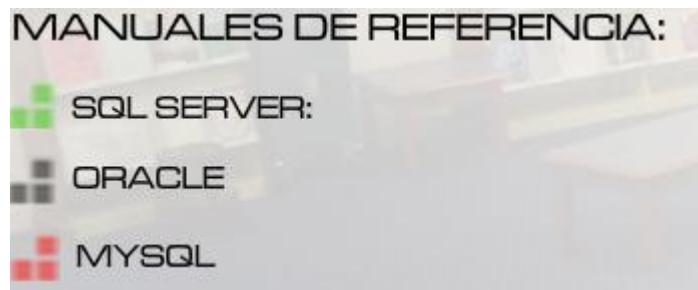 MANUALES DE REFERENCIA:
SQL SERVER:
ORACLE
MYSQL